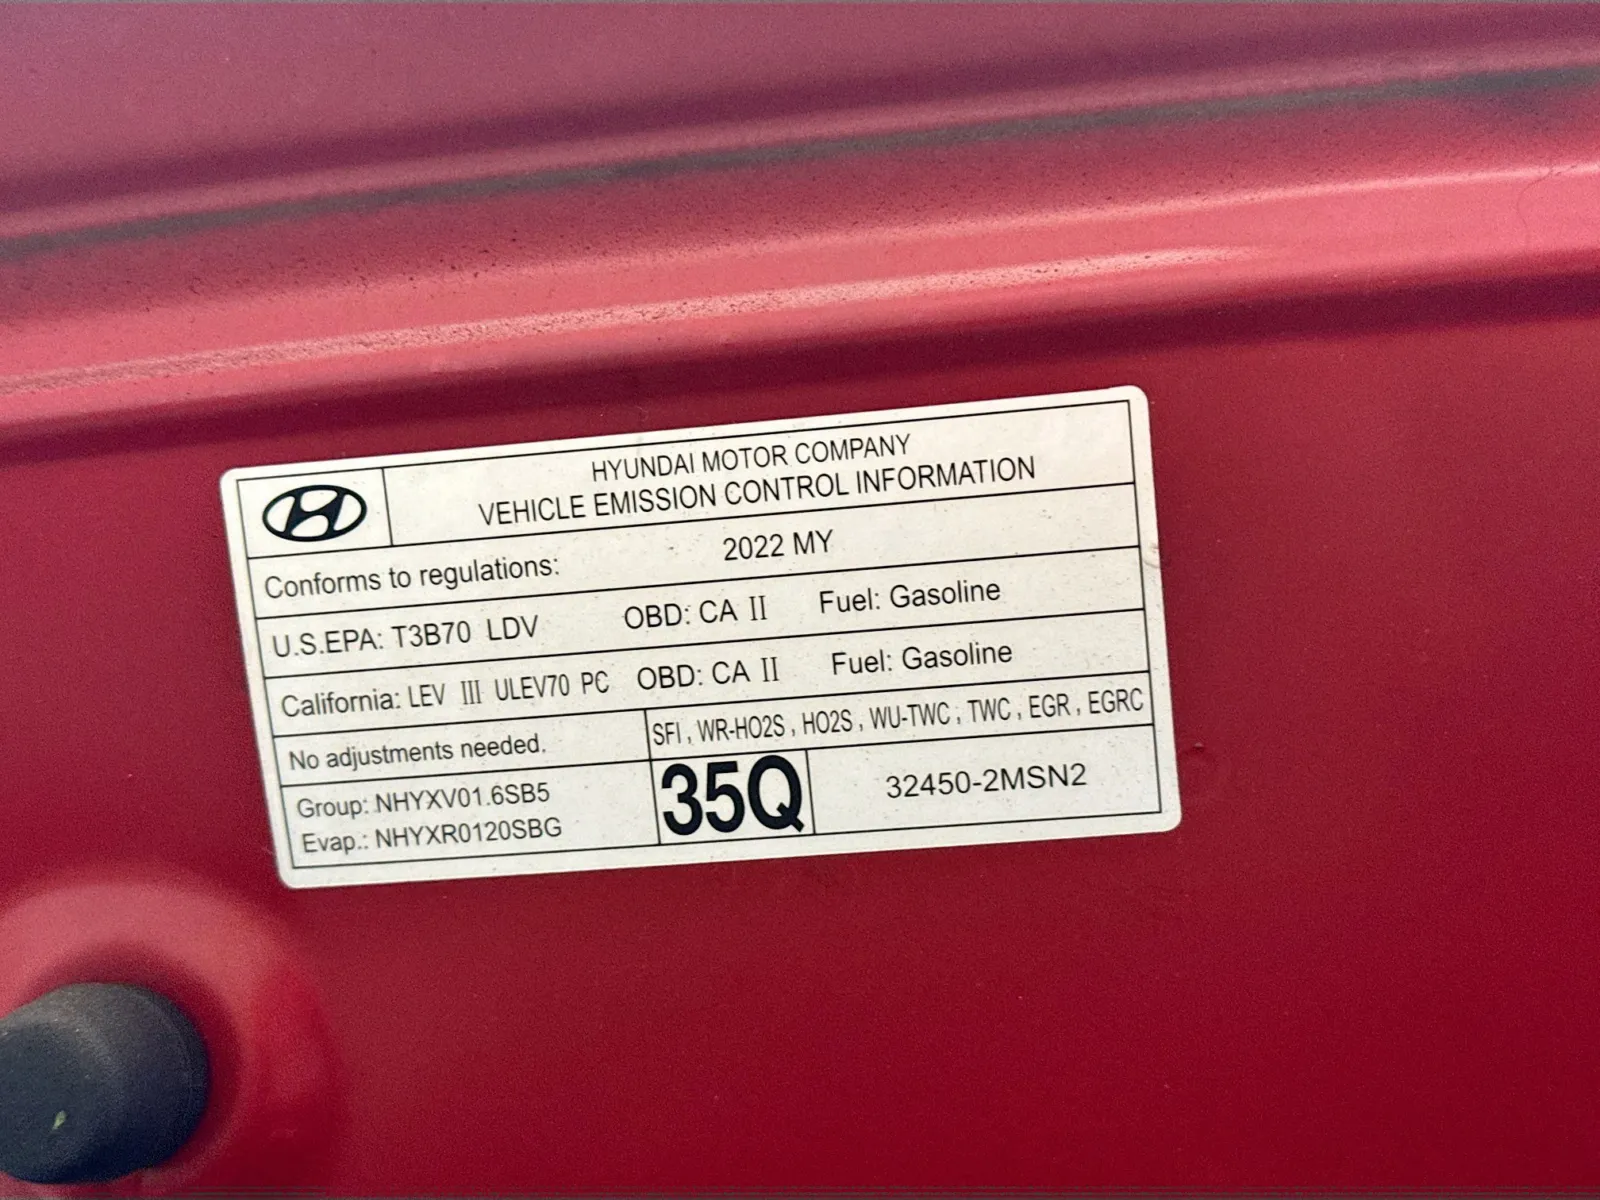 HYUNDAI MOTOR COMPANY
VEHICLE EMISSION CONTROL INFORMATION
Conforms to regulations: 2022 MY
U.S.EPA: T3B70 LDV OBD: CA II Fuel: Gasoline
California: LEV III ULEV70 PC OBD: CA II Fuel: Gasoline
No adjustments needed. SFI , WR-HO2S , HO2S , WU-TWC , TWC , EGR , EGRC
Group: NHYXV01.6SB5
Evap.: NHYXR0120SBG
35Q
32450-2MSN2